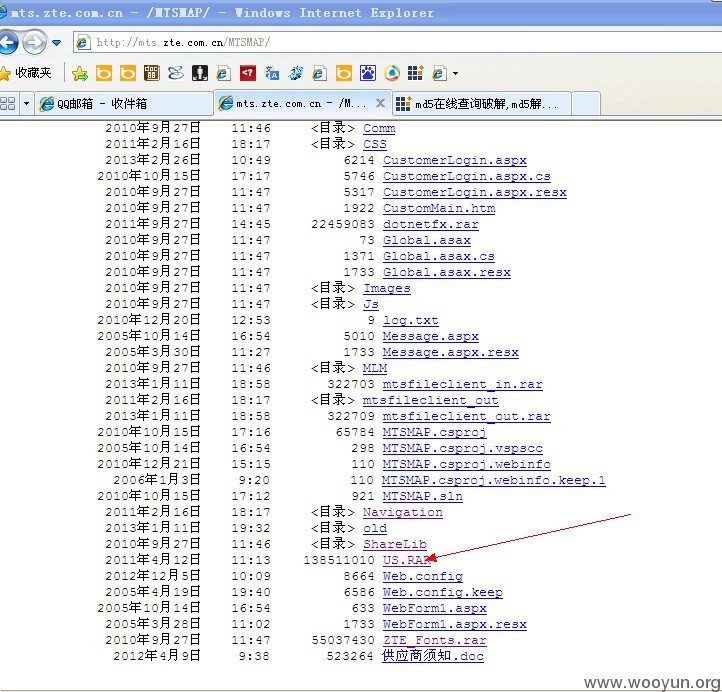 mts.zte.com.cn - /MTSMAP/ - Windows Internet Explorer
http://mts.zte.com.cn/MTSMAP/
收藏夹
QQ邮箱 - 收件箱
mts.zte.com.cn - /M...
md5在线查询破解,md5解...
2010年9月27日 11:46 <目录> Comm
2011年2月16日 18:17 <目录> CSS
2013年2月26日 10:49 6214 CustomerLogin.aspx
2010年10月15日 17:17 5746 CustomerLogin.aspx.cs
2010年9月27日 11:47 5317 CustomerLogin.aspx.resx
2010年9月27日 11:47 1922 CustomMain.htm
2011年9月27日 14:45 22459083 dotnetfx.rar
2010年9月27日 11:47 73 Global.asax
2010年9月27日 11:47 1371 Global.asax.cs
2010年9月27日 11:47 1733 Global.asax.resx
2010年9月27日 11:47 <目录> Images
2010年9月27日 11:47 <目录> Js
2010年12月20日 12:53 9 log.txt
2005年10月14日 16:54 5010 Message.aspx
2005年3月30日 11:27 1733 Message.aspx.resx
2010年9月27日 11:46 <目录> MLM
2013年1月11日 18:58 322703 mtsfileclient_in.rar
2011年2月16日 18:17 <目录> mtsfileclient_out
2013年1月11日 18:58 322709 mtsfileclient_out.rar
2010年10月15日 17:16 65784 MTSMAP.csproj
2005年10月14日 16:54 298 MTSMAP.csproj.vspscc
2010年12月21日 15:15 110 MTSMAP.csproj.webinfo
2006年1月3日 9:20 110 MTSMAP.csproj.webinfo.keep.1
2010年10月15日 17:12 921 MTSMAP.sln
2011年2月16日 18:17 <目录> Navigation
2013年1月11日 19:32 <目录> old
2010年9月27日 11:46 <目录> ShareLib
2011年4月12日 11:13 138511010 US.RAR
2012年12月5日 10:09 8664 Web.config
2005年4月19日 19:40 6586 Web.config.keep
2005年10月14日 16:54 633 WebForm1.aspx
2005年3月28日 11:02 1733 WebForm1.aspx.resx
2010年9月27日 11:47 55037430 ZTE_Fonts.rar
2012年4月9日 9:38 523264 供应商须知.doc
www.wooyun.org